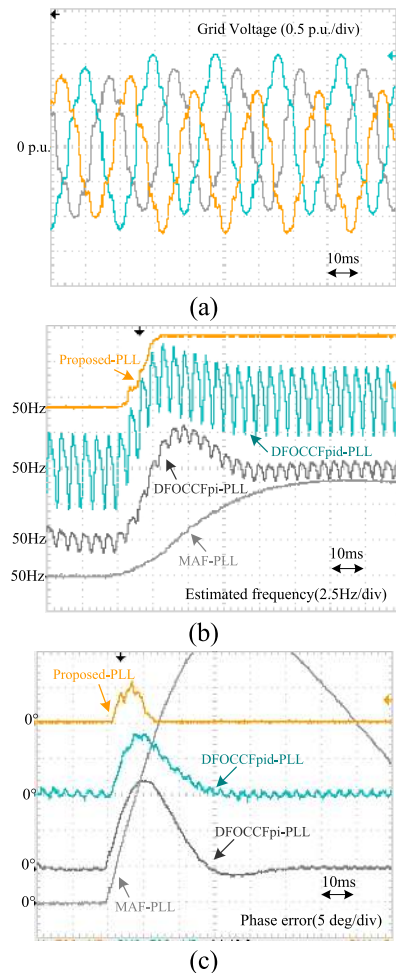 Grid Voltage (0.5 p.u./div)
0 p.u.
10ms
(a)
Proposed-PLL
50Hz
DFOCCFpid-PLL
50Hz
DFOCCFpi-PLL
50Hz
MAF-PLL
10ms
50Hz
Estimated frequency(2.5Hz/div)
(b)
Proposed-PLL
0°
DFOCCFpid-PLL
0°
DFOCCFpi-PLL
0°
10ms
MAF-PLL
0°
Phase error(5 deg/div)
(c)